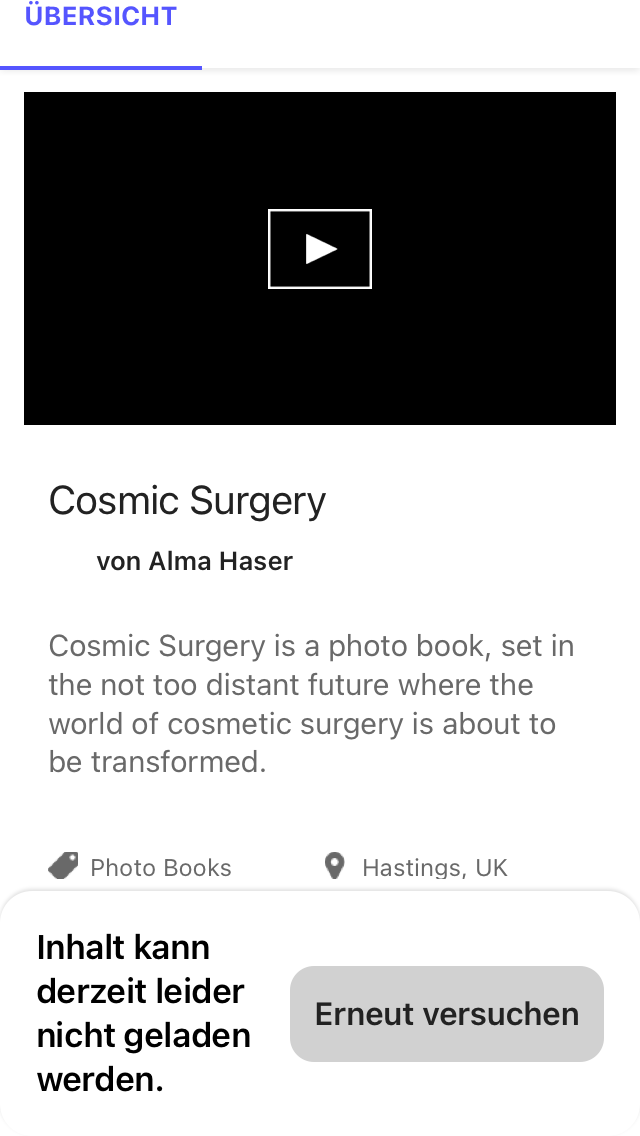 ÜBERSICHT
Cosmic Surgery
von Alma Haser
Cosmic Surgery is a photo book, set in
the not too distant future where the
world of cosmetic surgery is about to
be transformed.
Photo Books
Hastings, UK
Inhalt kann
derzeit leider
nicht geladen
werden.
Erneut versuchen